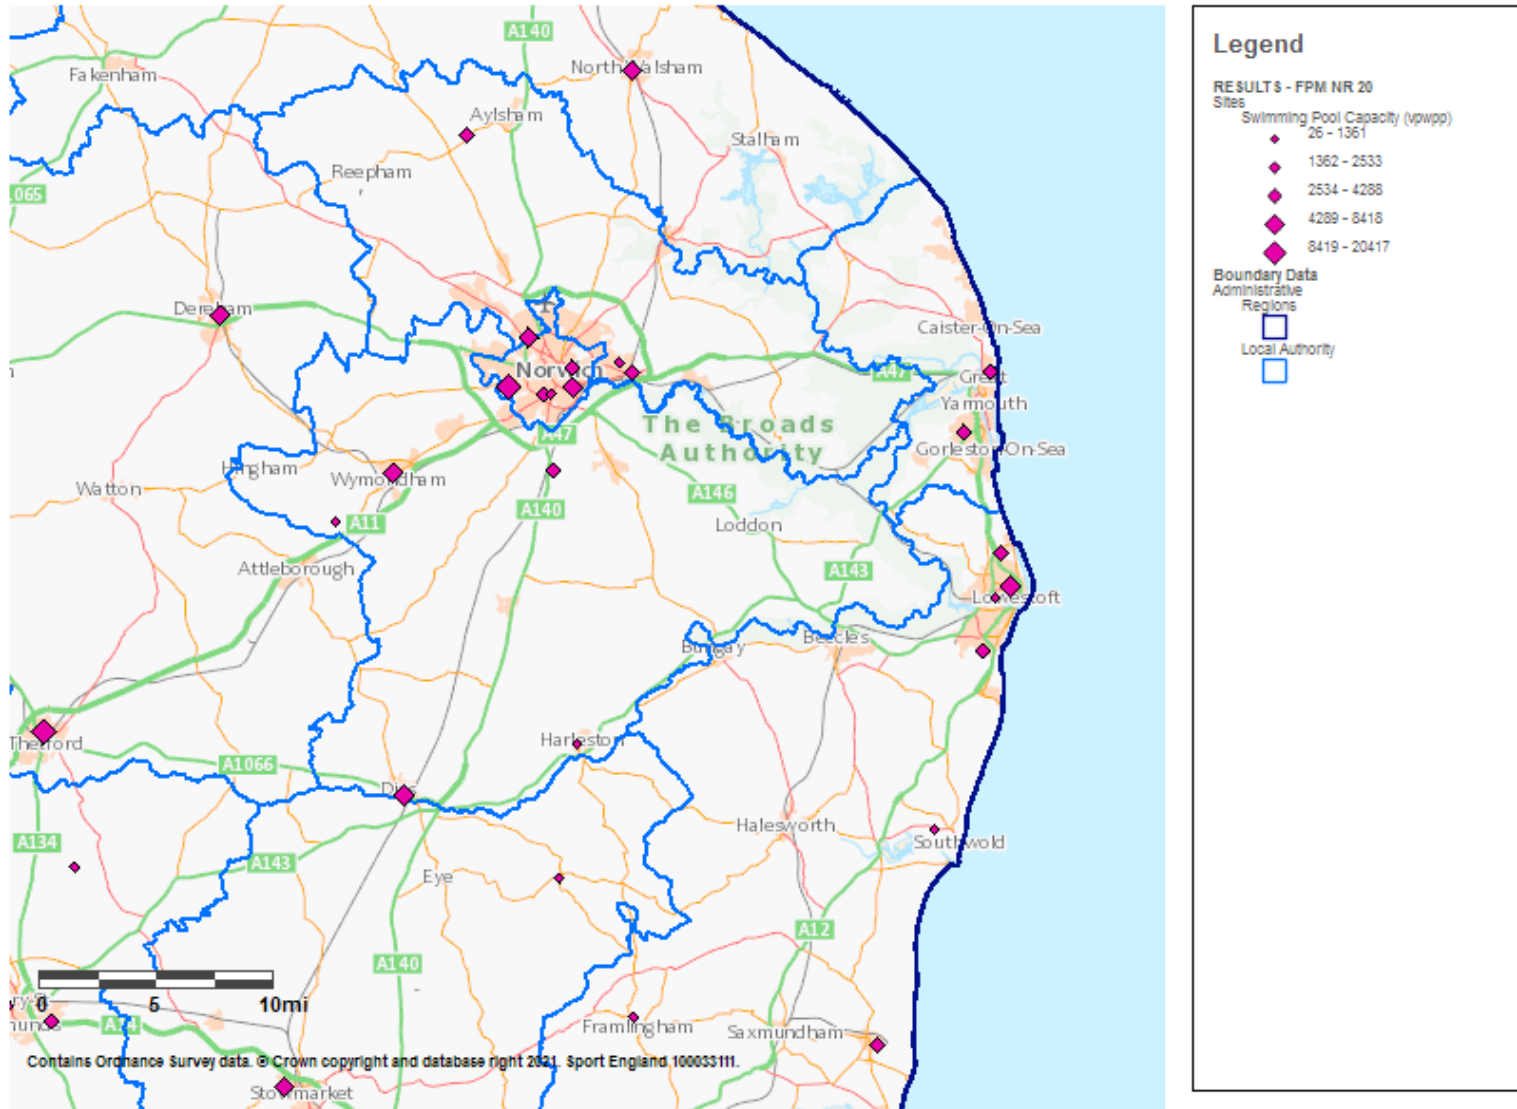 A140
Fakenham
North Walsham
Aylsham
Stalham
Reepham
Dereham
Caister-On-Sea
Norwich
A47
Great
Yarmouth
The Broads
Authority
A47
Gorleston-On-Sea
Hingham
Wymondham
Watton
A146
A11
A140
Loddon
Attleborough
A143
Lowestoft
Bungay
Beccles
Thetford
Harleston
A1066
Diss
Halesworth
Southwold
A134
A143
Eye
A12
A140
0 5 10mi
Framlingham
Saxmundham
Contains Ordnance Survey data. © Crown copyright and database right 2021. Sport England 100033111.
Stowmarket
Legend
RESULTS - FPM NR 20
Sites
Swimming Pool Capacity (vpwpp)
26 - 1361
1362 - 2533
2534 - 4288
4289 - 8418
8419 - 20417
Boundary Data
Administrative
Regions
Local Authority